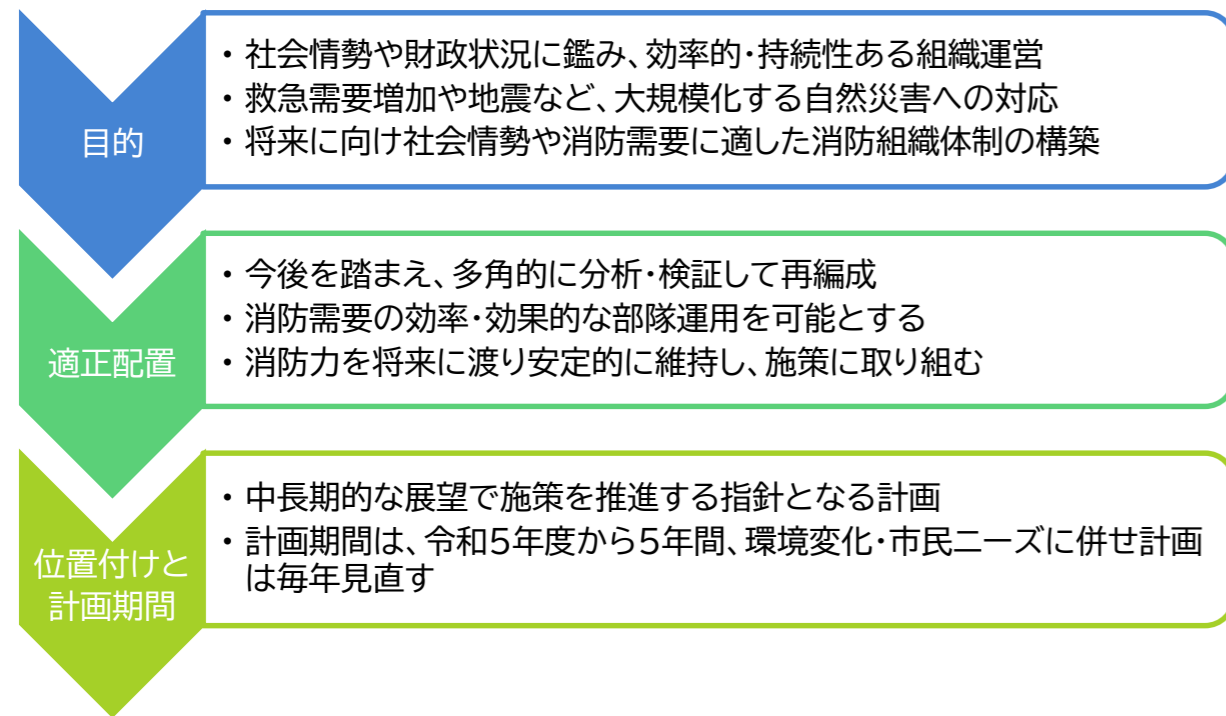 目的
・社会情勢や財政状況に鑑み、効率的・持続性ある組織運営
・救急需要増加や地震など、大規模化する自然災害への対応
・将来に向け社会情勢や消防需要に適した消防組織体制の構築
適正配置
・今後を踏まえ、多角的に分析・検証して再編成
・消防需要の効率・効果的な部隊運用を可能とする
・消防力を将来に渡り安定的に維持し、施策に取り組む
位置付けと
計画期間
・中長期的な展望で施策を推進する指針となる計画
・計画期間は、令和5年度から5年間、環境変化・市民ニーズに併せ計画
は毎年見直す